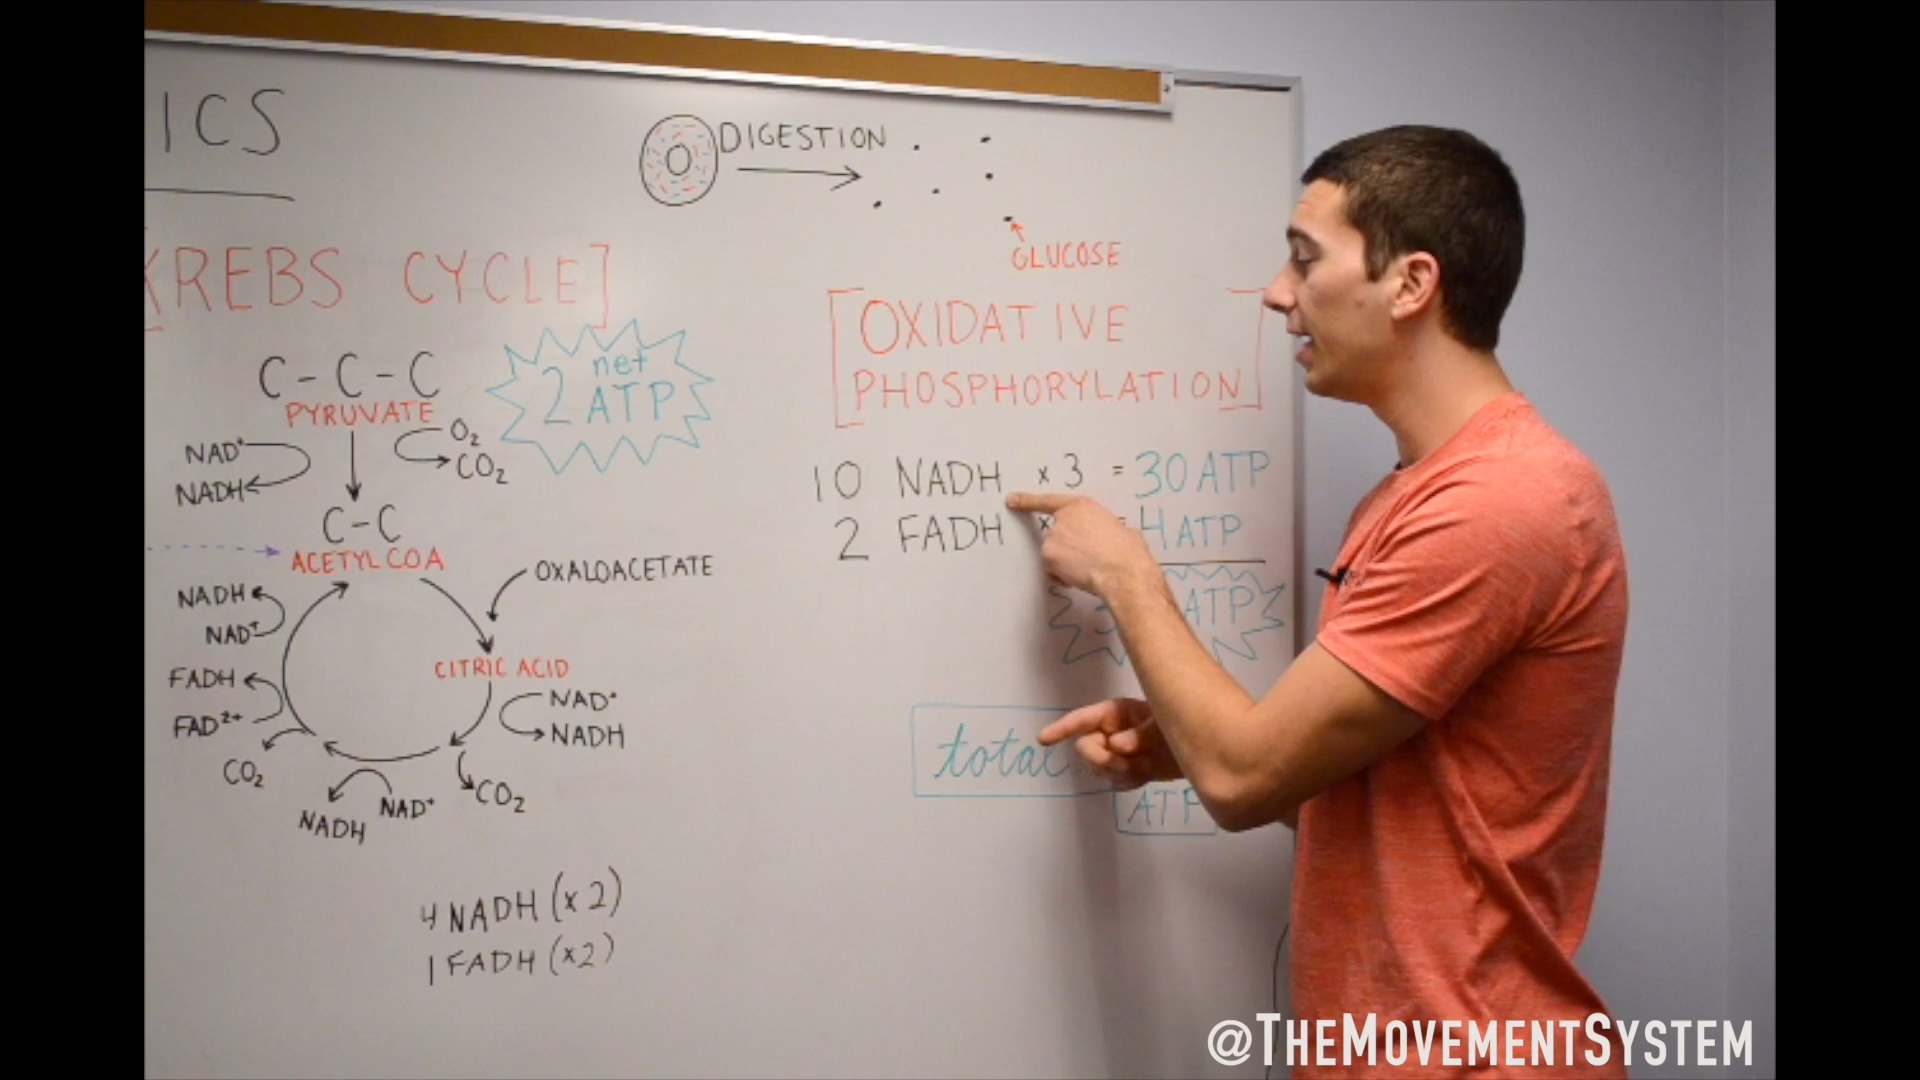 ICS
DIGESTION
GLUCOSE
[KREBS CYCLE]
C-C-C
PYRUVATE
net
2 ATP
NAD⁺
NADH
O₂
CO₂
C-C
ACETYL COA
OXALOACETATE
NADH
NAD⁺
CITRIC ACID
FADH
FAD²⁺
NAD⁺
NADH
CO₂
NADH
NAD⁺
CO₂
4 NADH (x2)
1 FADH (x2)
[OXIDATIVE
PHOSPHORYLATION]
10 NADH x 3 = 30 ATP
2 FADH x = 4 ATP
ATP
total
ATP
@THEMOVEMENTSYSTEM